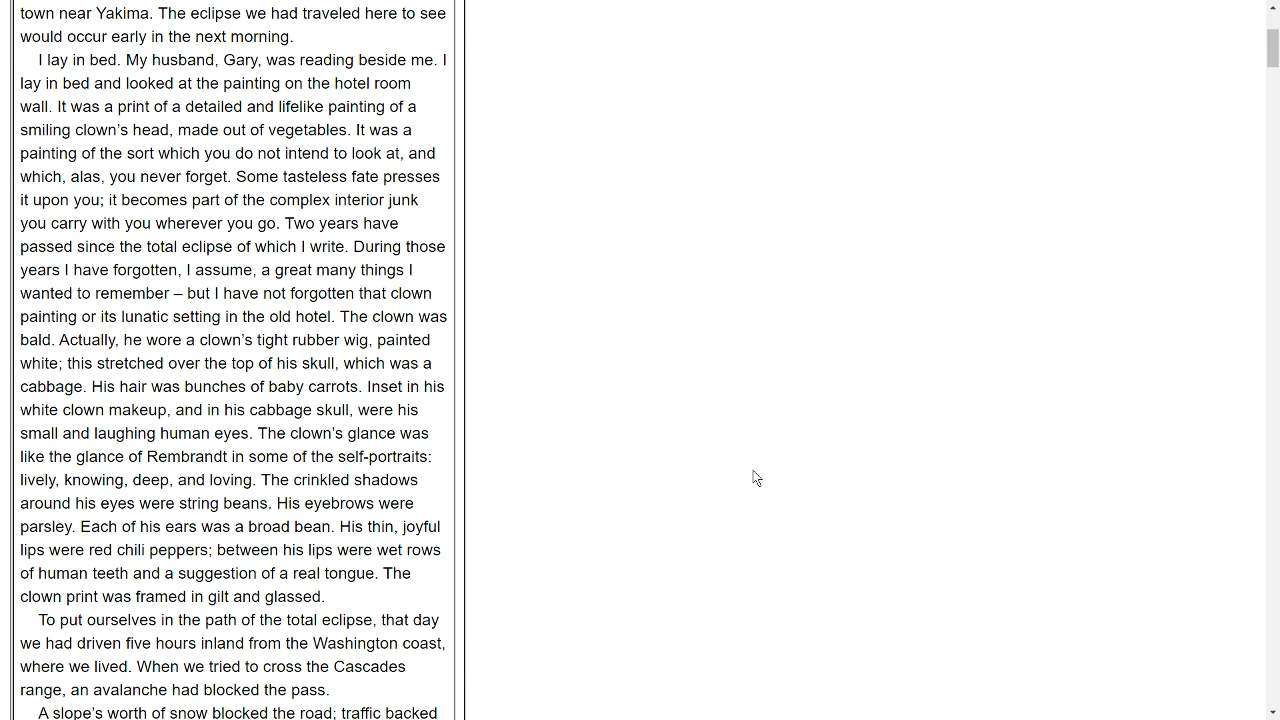 town near Yakima. The eclipse we had traveled here to see
would occur early in the next morning.
I lay in bed. My husband, Gary, was reading beside me. I
lay in bed and looked at the painting on the hotel room
wall. It was a print of a detailed and lifelike painting of a
smiling clown’s head, made out of vegetables. It was a
painting of the sort which you do not intend to look at, and
which, alas, you never forget. Some tasteless fate presses
it upon you; it becomes part of the complex interior junk
you carry with you wherever you go. Two years have
passed since the total eclipse of which I write. During those
years I have forgotten, I assume, a great many things I
wanted to remember – but I have not forgotten that clown
painting or its lunatic setting in the old hotel. The clown was
bald. Actually, he wore a clown’s tight rubber wig, painted
white; this stretched over the top of his skull, which was a
cabbage. His hair was bunches of baby carrots. Inset in his
white clown makeup, and in his cabbage skull, were his
small and laughing human eyes. The clown’s glance was
like the glance of Rembrandt in some of the self-portraits:
lively, knowing, deep, and loving. The crinkled shadows
around his eyes were string beans. His eyebrows were
parsley. Each of his ears was a broad bean. His thin, joyful
lips were red chili peppers; between his lips were wet rows
of human teeth and a suggestion of a real tongue. The
clown print was framed in gilt and glassed.
To put ourselves in the path of the total eclipse, that day
we had driven five hours inland from the Washington coast,
where we lived. When we tried to cross the Cascades
range, an avalanche had blocked the pass.
A slope’s worth of snow blocked the road; traffic backed